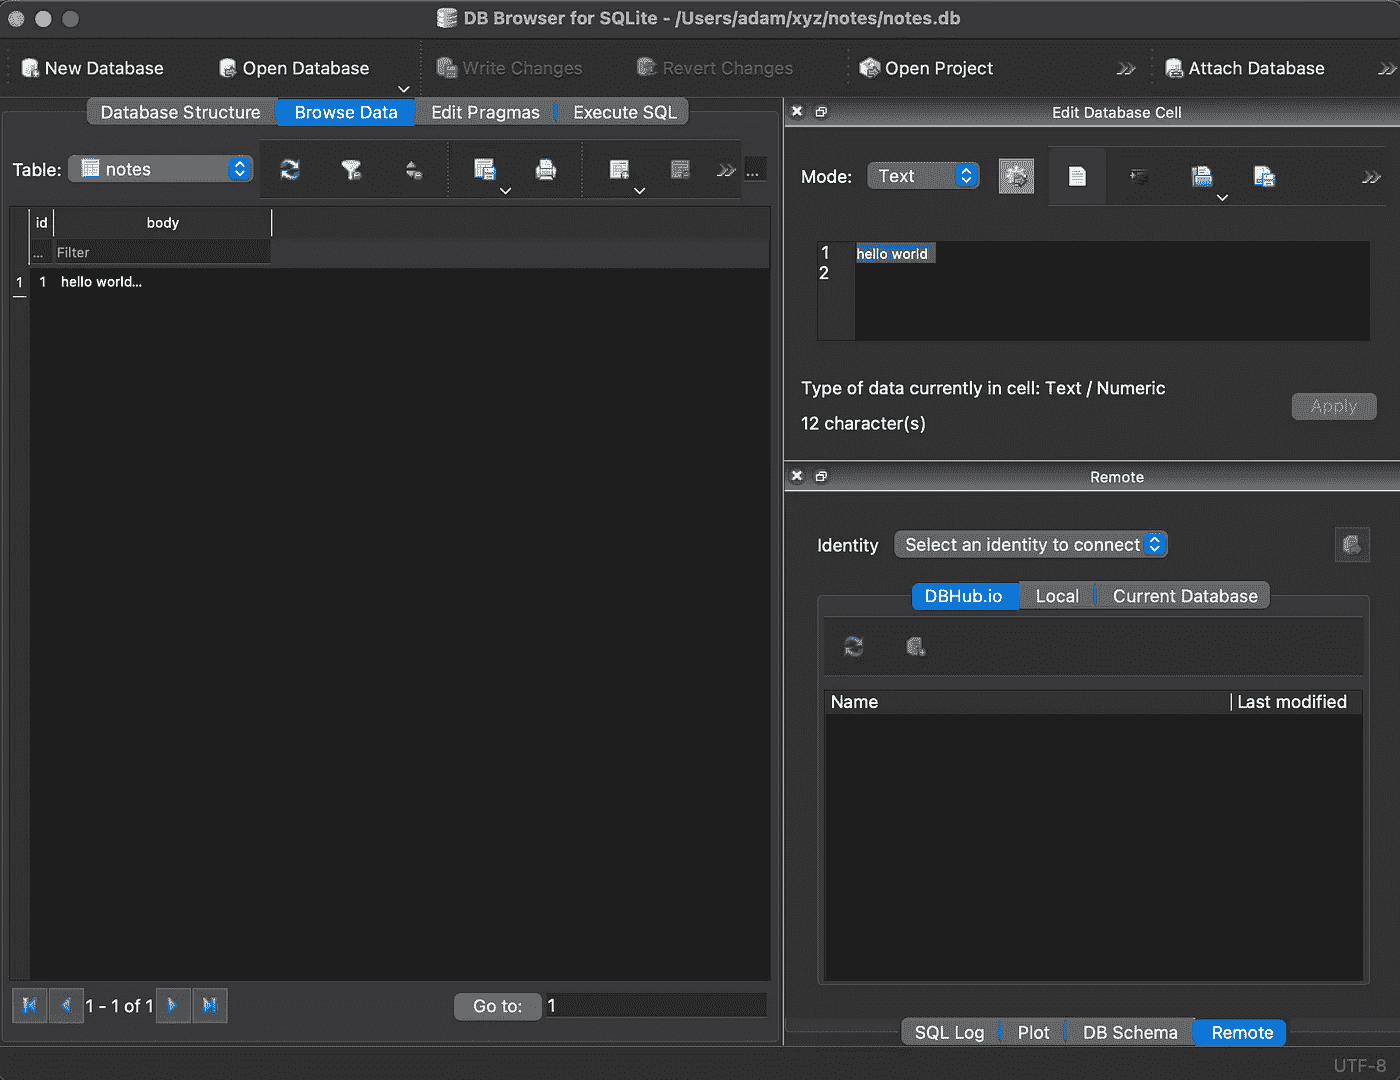 DB Browser for SQLite - /Users/adam/xyz/notes/notes.db
New Database Open Database Write Changes Revert Changes Open Project Attach Database
Database Structure Browse Data Edit Pragmas Execute SQL
Table: notes ...
id body
... Filter
1 1 hello world...
1 - 1 of 1 Go to: 1
Edit Database Cell
Mode: Text
1 hello world
2
Type of data currently in cell: Text / Numeric
12 character(s)
Apply
Remote
Identity Select an identity to connect
DBHub.io Local Current Database
Name Last modified
SQL Log Plot DB Schema Remote
UTF-8